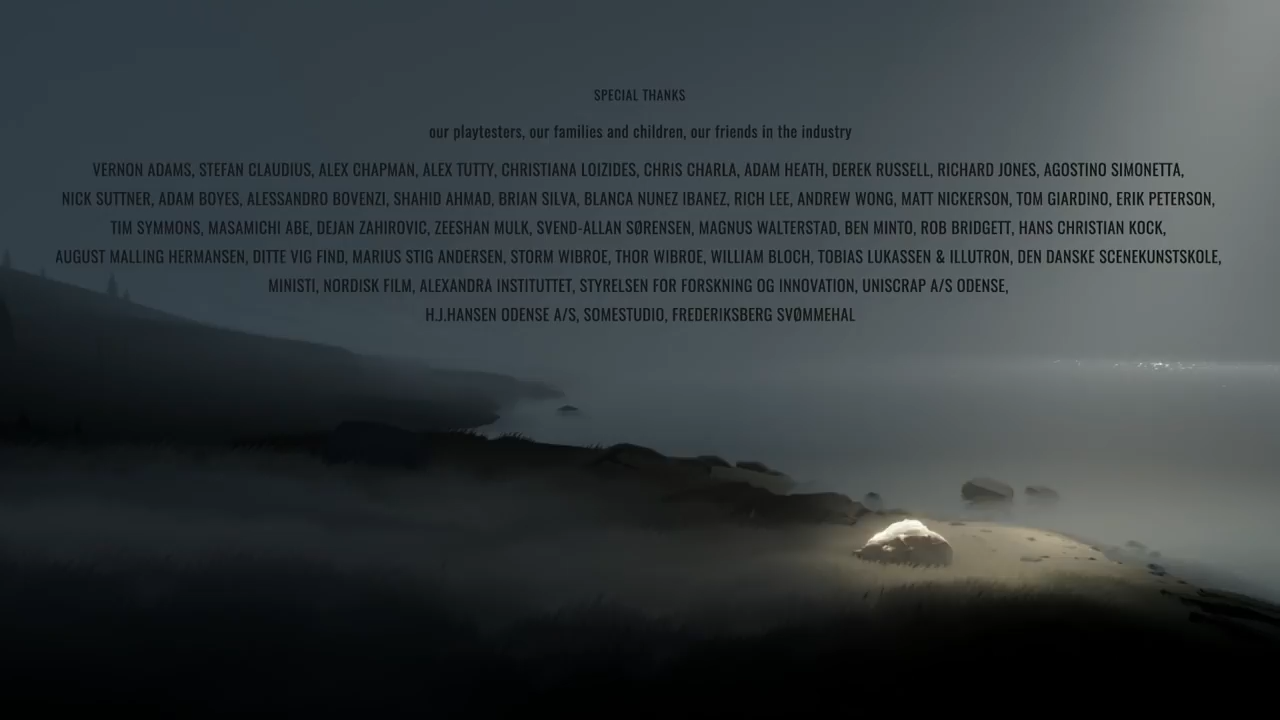 SPECIAL THANKS
our playtesters, our families and children, our friends in the industry
VERNON ADAMS, STEFAN CLAUDIUS, ALEX CHAPMAN, ALEX TUTTY, CHRISTIANA LOIZIDES, CHRIS CHARLA, ADAM HEATH, DEREK RUSSELL, RICHARD JONES, AGOSTINO SIMONETTA,
NICK SUTTNER, ADAM BOYES, ALESSANDRO BOVENZI, SHAHID AHMAD, BRIAN SILVA, BLANCA NUNEZ IBANEZ, RICH LEE, ANDREW WONG, MATT NICKERSON, TOM GIARDINO, ERIK PETERSON,
TIM SYMMONS, MASAMICHI ABE, DEJAN ZAHIROVIC, ZEESHAN MULK, SVEND-ALLAN SØRENSEN, MAGNUS WALTERSTAD, BEN MINTO, ROB BRIDGETT, HANS CHRISTIAN KOCK,
AUGUST MALLING HERMANSEN, DITTE VIG FIND, MARIUS STIG ANDERSEN, STORM WIBROE, THOR WIBROE, WILLIAM BLOCH, TOBIAS LUKASSEN & ILLUTRON, DEN DANSKE SCENEKUNSTSKOLE,
MINISTI, NORDISK FILM, ALEXANDRA INSTITUTTET, STYRELSEN FOR FORSKNING OG INNOVATION, UNISCRAP A/S ODENSE,
H.J.HANSEN ODENSE A/S, SOMESTUDIO, FREDERIKSBERG SVØMMEHAL